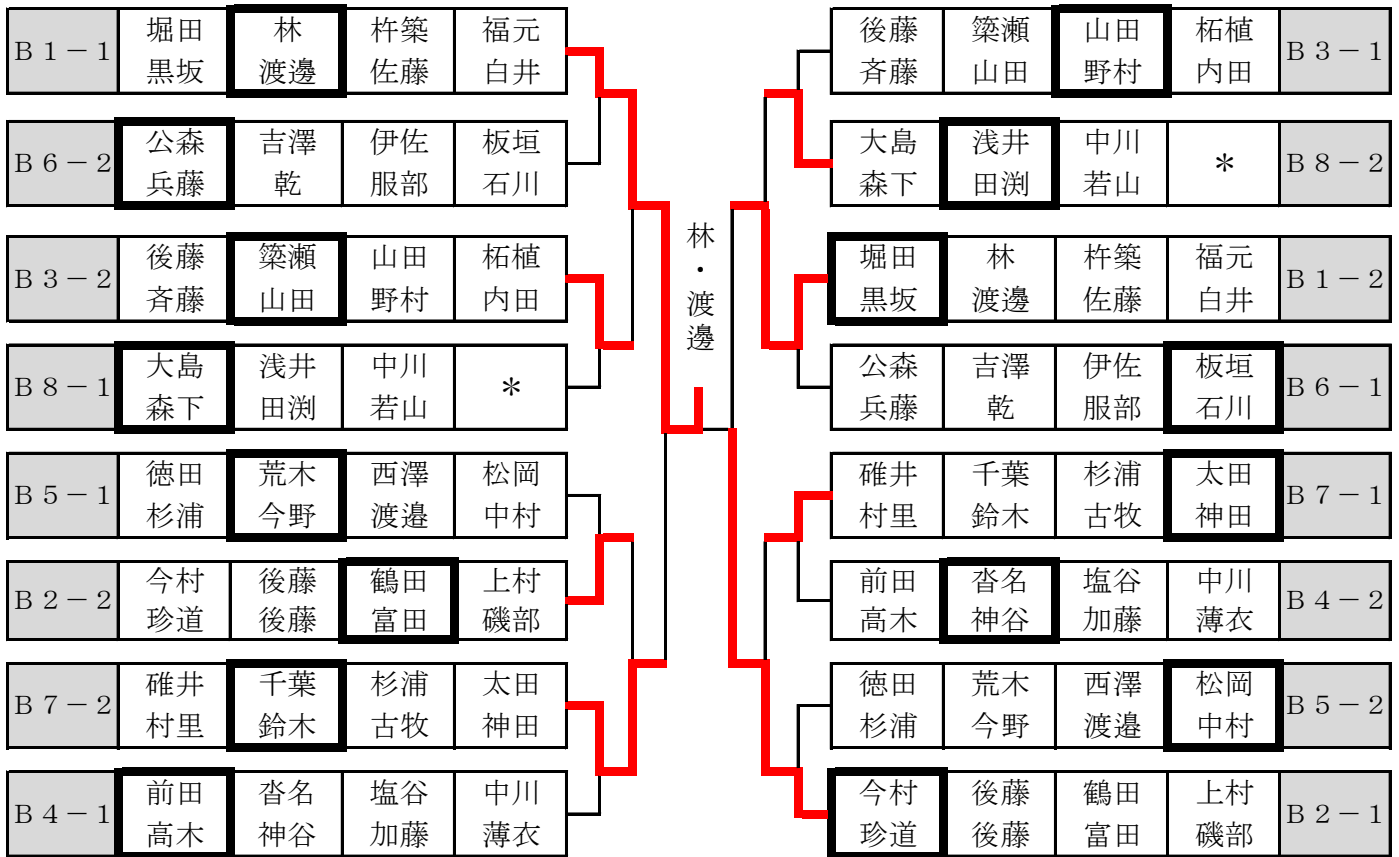 B1-1 堀田 林 杵築 福元
黒坂 渡邊 佐藤 白井
B6-2 公森 吉澤 伊佐 板垣
兵藤 乾 服部 石川
B3-2 後藤 簗瀬 山田 柘植
斉藤 山田 野村 内田
B8-1 大島 浅井 中川 *
森下 田渕 若山
B5-1 徳田 荒木 西澤 松岡
杉浦 今野 渡邉 中村
B2-2 今村 後藤 鶴田 上村
珍道 後藤 富田 磯部
B7-2 碓井 千葉 杉浦 太田
村里 鈴木 古牧 神田
B4-1 前田 沓名 塩谷 中川
高木 神谷 加藤 薄衣
林・渡邊
後藤 簗瀬 山田 柘植 B3-1
斉藤 山田 野村 内田
大島 浅井 中川 * B8-2
森下 田渕 若山
堀田 林 杵築 福元 B1-2
黒坂 渡邊 佐藤 白井
公森 吉澤 伊佐 板垣 B6-1
兵藤 乾 服部 石川
碓井 千葉 杉浦 太田 B7-1
村里 鈴木 古牧 神田
前田 沓名 塩谷 中川 B4-2
高木 神谷 加藤 薄衣
徳田 荒木 西澤 松岡 B5-2
杉浦 今野 渡邉 中村
今村 後藤 鶴田 上村 B2-1
珍道 後藤 富田 磯部